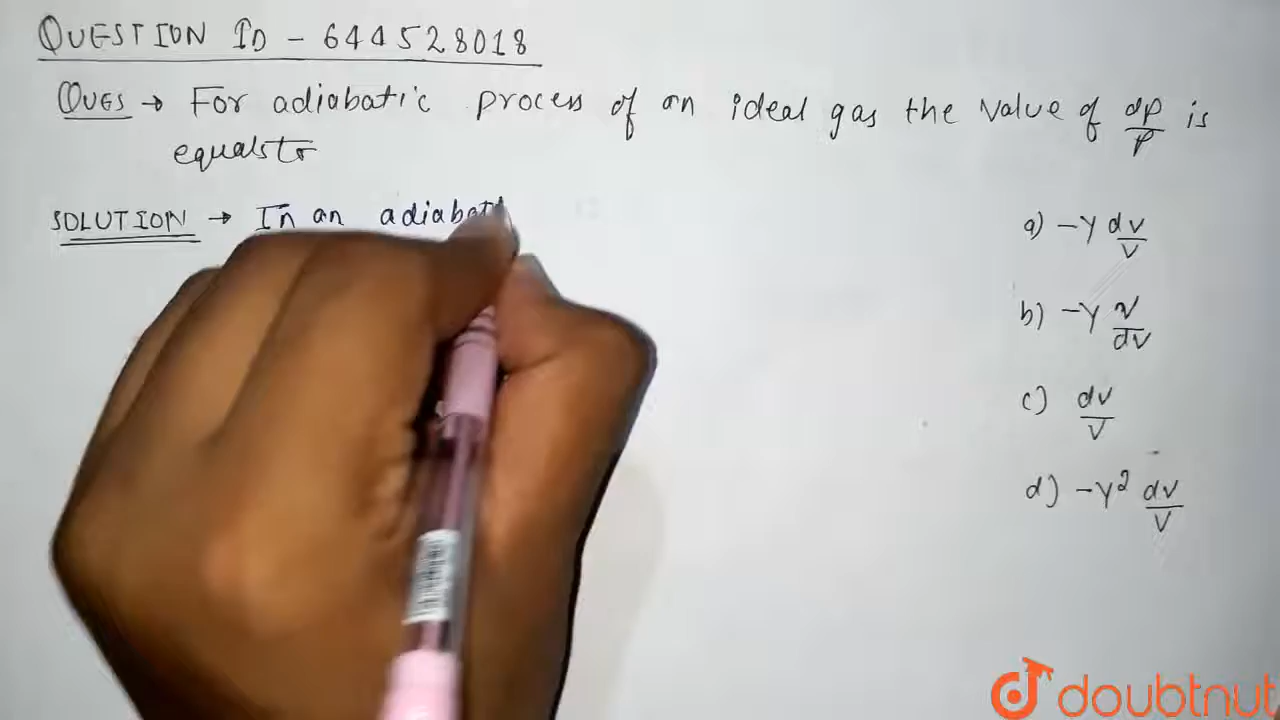 QUESTION ID - 644528018
QUES → For adiabatic process of an ideal gas the value of dp/p is
equals to
SOLUTION → In an adiabat
a) -γ dv/v
b) -γ v/dv
c) dv/v
d) -γ² dv/v
doubtnut